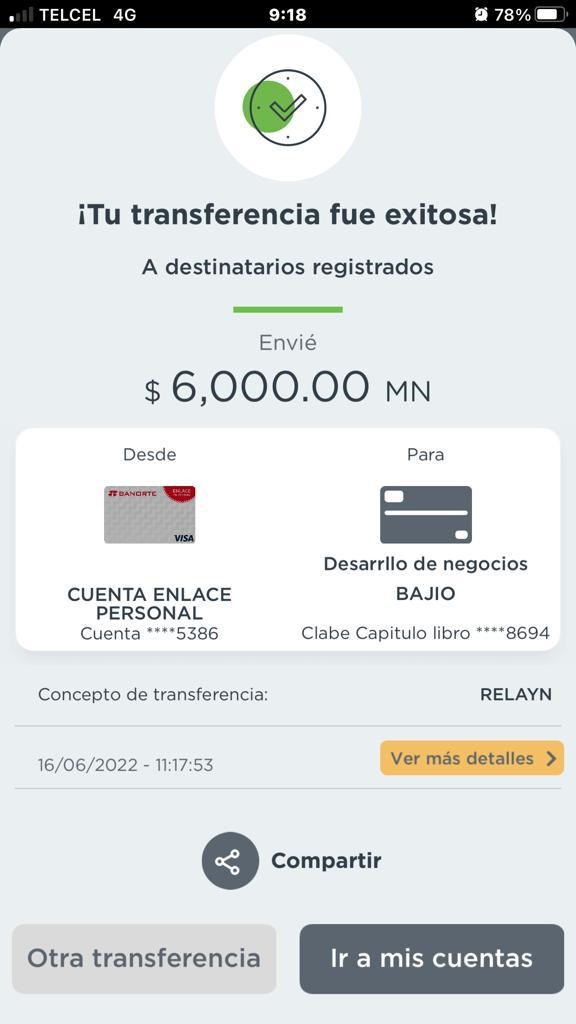 TELCEL 4G 9:18 78%
¡Tu transferencia fue exitosa!
A destinatarios registrados
Envié
$ 6,000.00 MN
Desde Para
BANORTE ENLACE
VISA
Desarrllo de negocios
CUENTA ENLACE BAJIO
PERSONAL
Cuenta ****5386 Clabe Capitulo libro ****8694
Concepto de transferencia: RELAYN
16/06/2022 - 11:17:53 Ver más detalles
Compartir
Otra transferencia Ir a mis cuentas